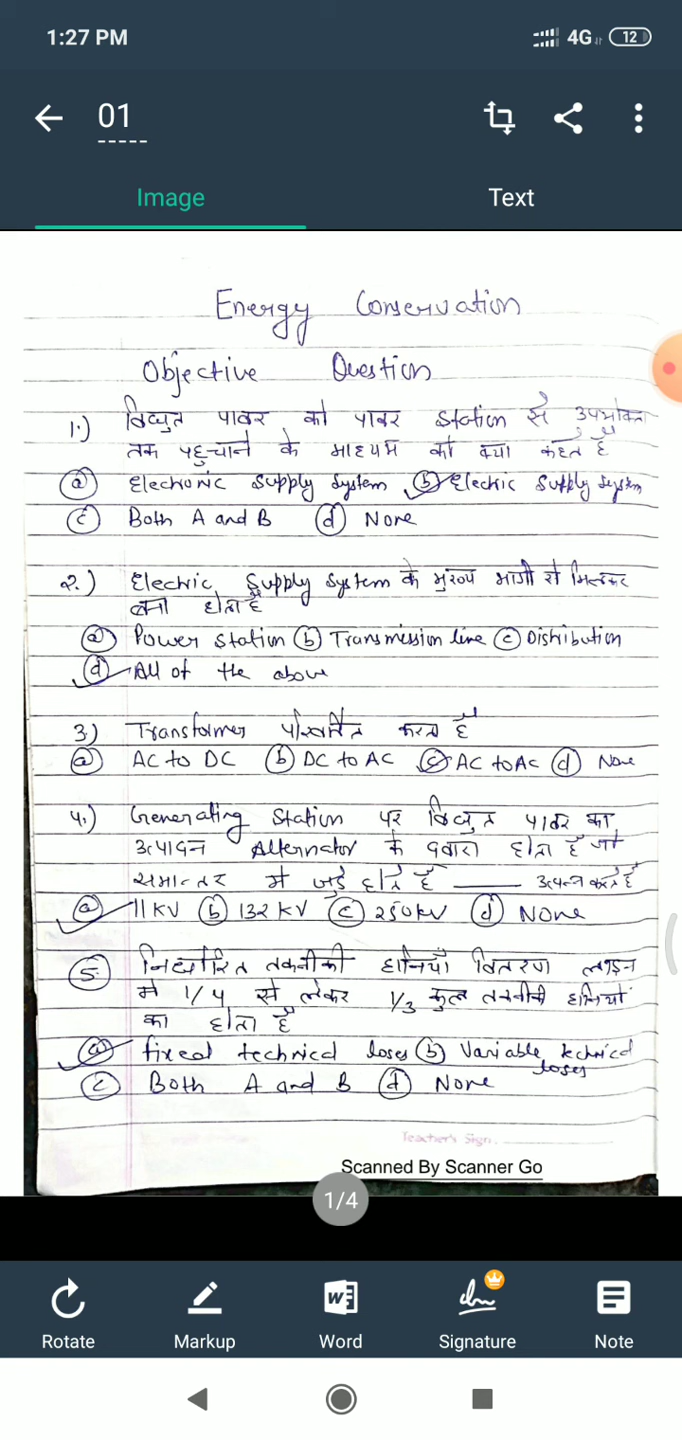 1:27 PM 4G 12
01
Image Text
Energy Conservation
Objective Question
1.) विद्युत पावर को पावर Station से उपभोक्ता
तक पहुचाने के माध्यम को क्या कहते है
(a) Electronic Supply System (b) Electric Supply System
(c) Both A and B (d) None
2.) Electric Supply System के मुख्य भागो से मिलकर
बना होता है
(a) Power Station (b) Transmission line (c) Distribution
(d) All of the above
3) Transformer परिवर्तित करता है
(a) AC to DC (b) DC to AC (c) AC to AC (d) None
4.) Generating Station पर विद्युत पावर का
उत्पादन Alternator के द्वारा होता है जो
समान्तर मे जुडे होते है ______ उत्पन्न करते है
(a) 11 KV (b) 132 KV (c) 250 KV (d) NONE
5. निर्धारित तकनीकी हानियाँ वितरण लाइन
मे 1/4 से लेकर 1/3 कुल तकनीकी हानियो
का होता है
(a) fixed technical loses (b) Variable technical
loses
(c) Both A and B (d) None
Teacher's Sign.
Scanned By Scanner Go
1/4
Rotate Markup Word Signature Note